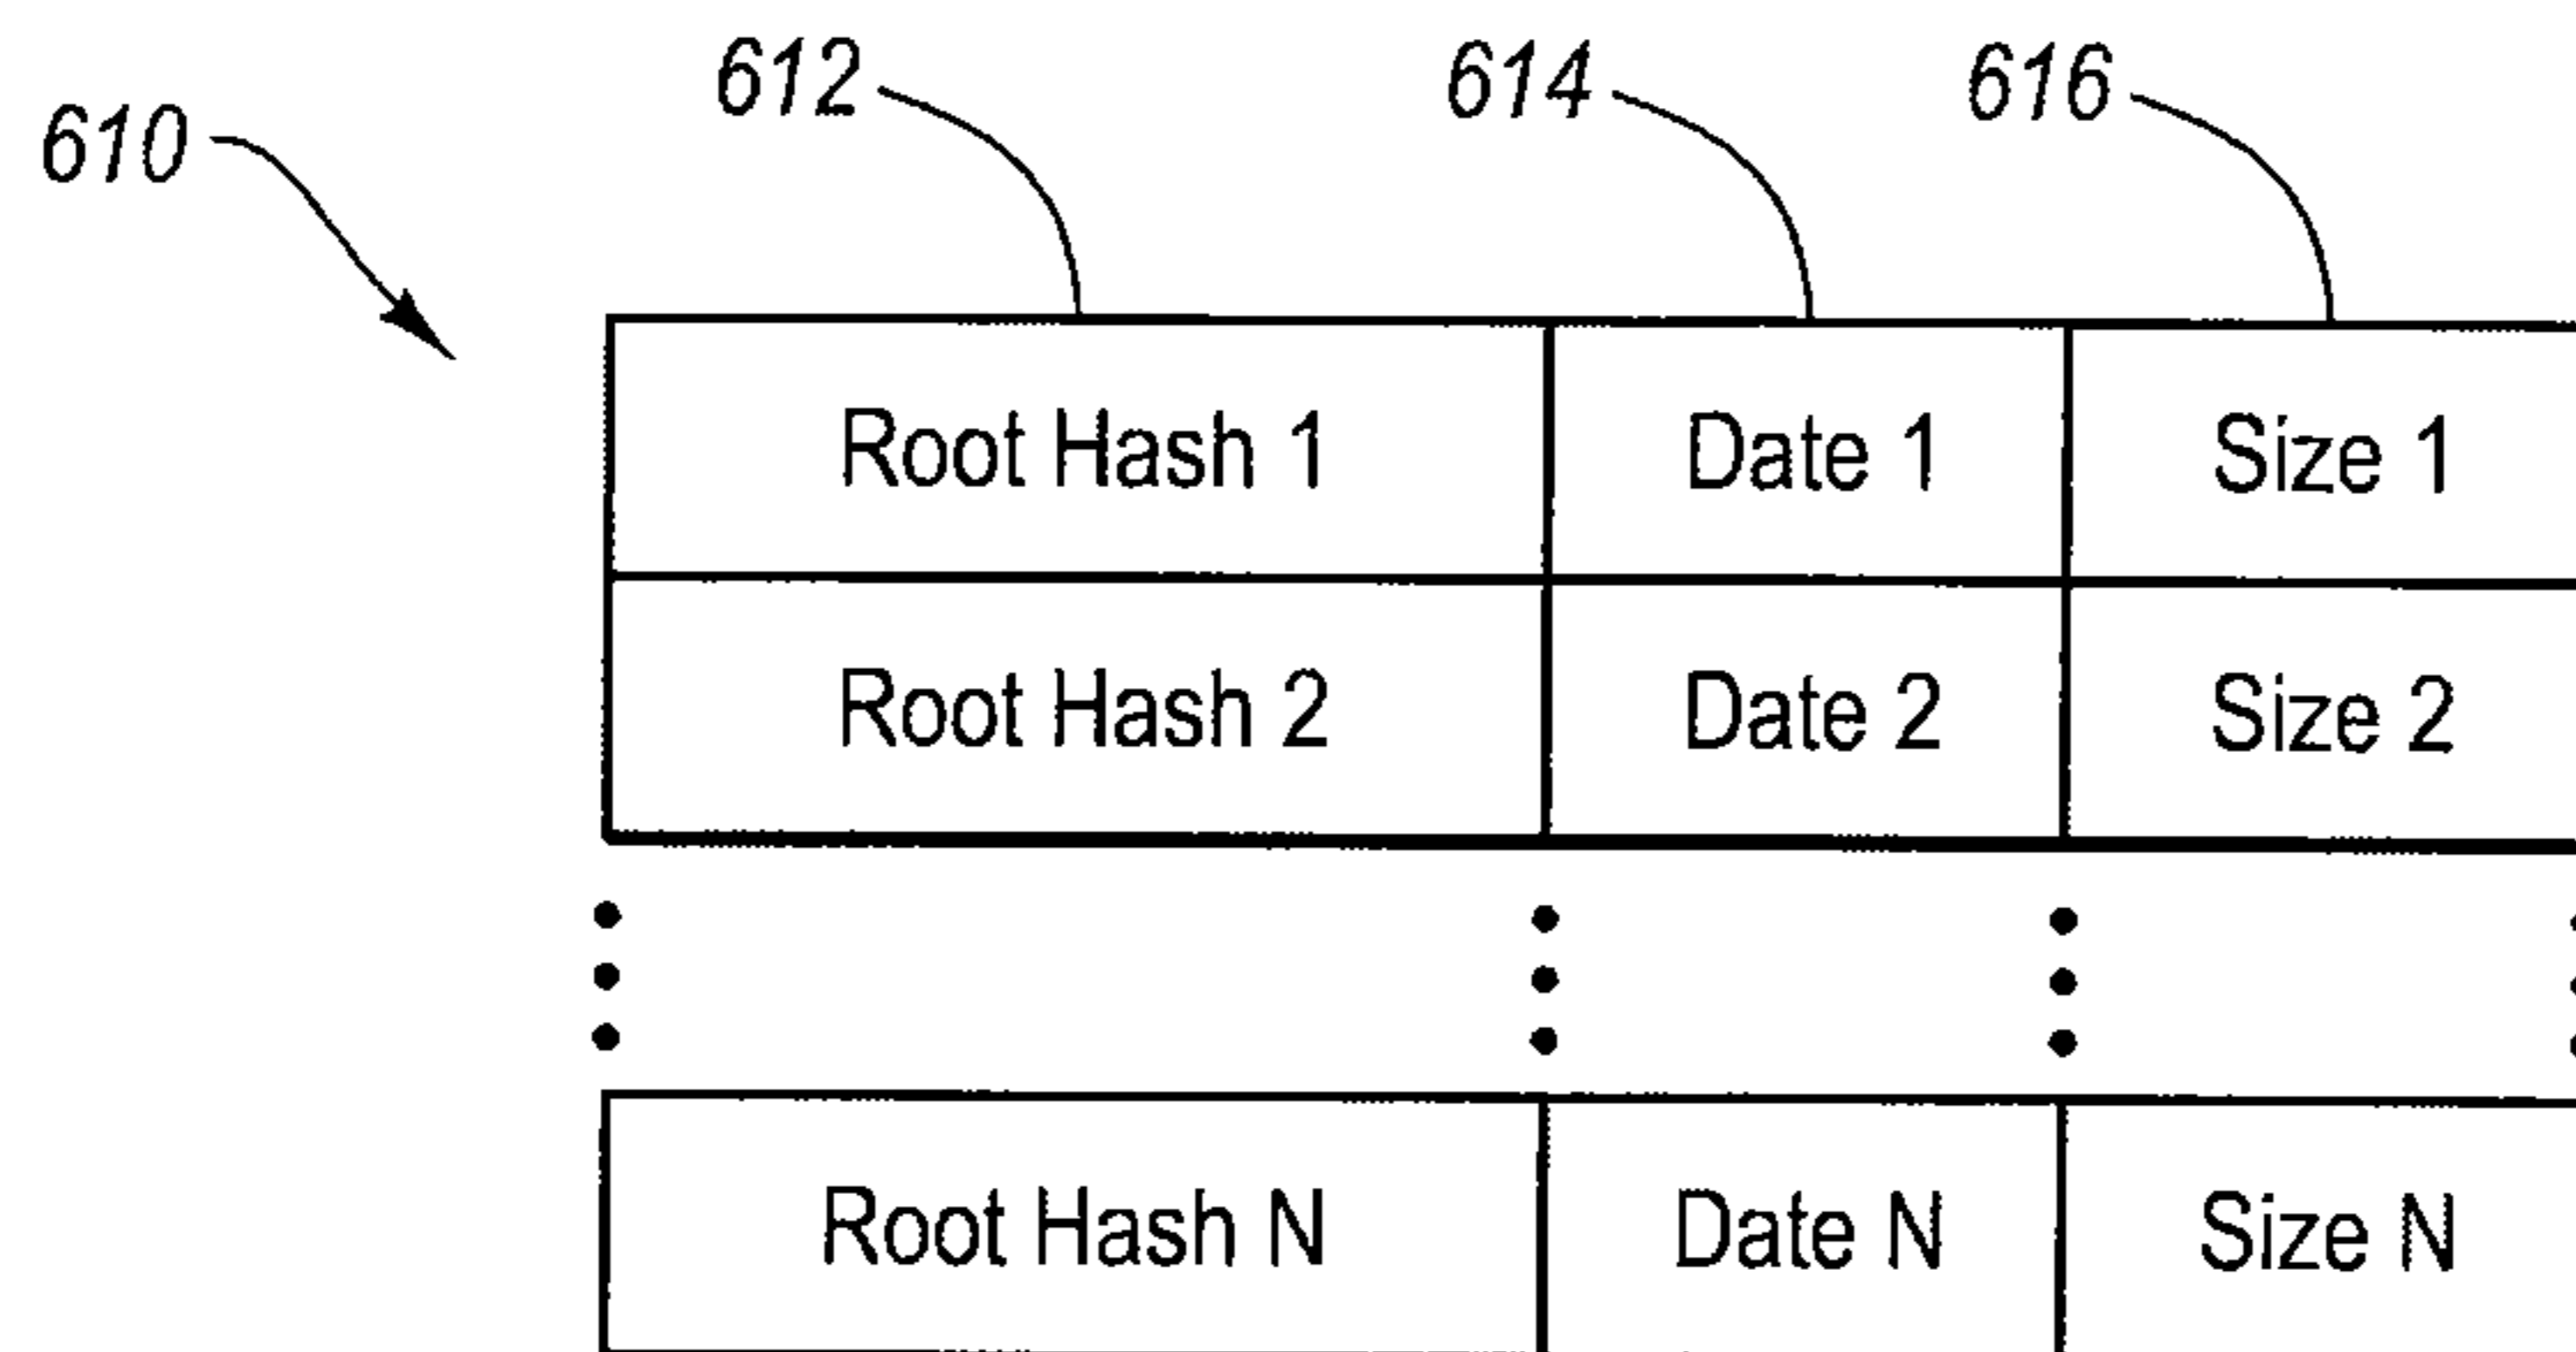 612 614 616
610
Root Hash 1 Date 1 Size 1
Root Hash 2 Date 2 Size 2
Root Hash N Date N Size N